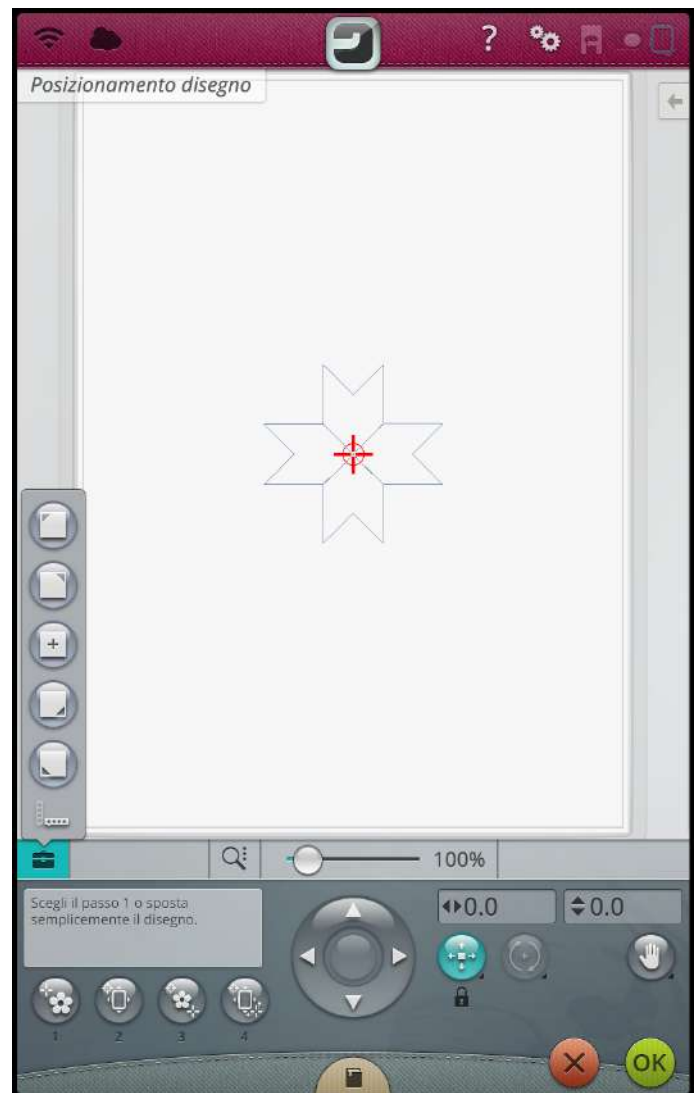 ?
Posizionamento disegno
100%
Scegli il passo 1 o sposta
semplicemente il disegno.
0.0
0.0
1
2
3
4
OK